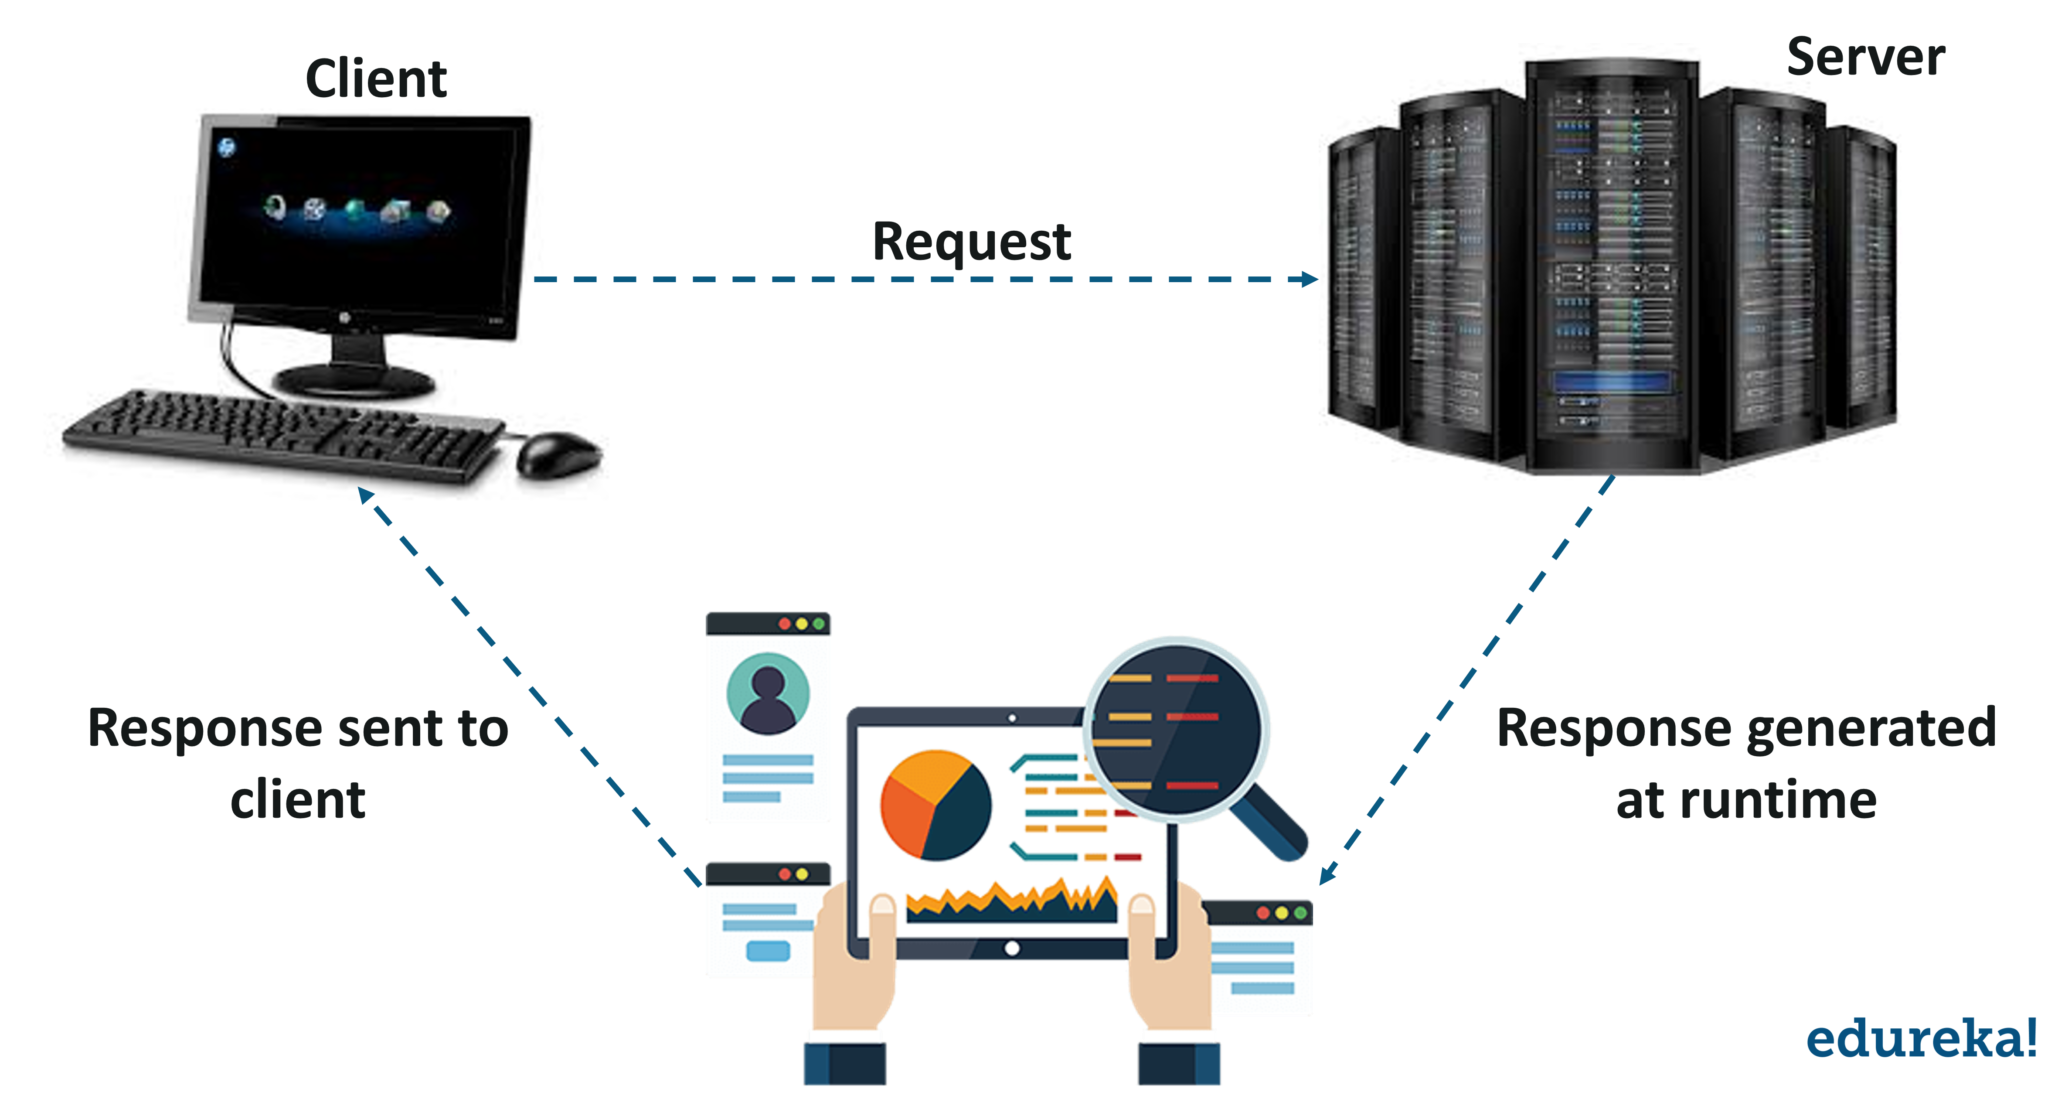 Client
Server
Request
Response sent to
client
Response generated
at runtime
edureka!